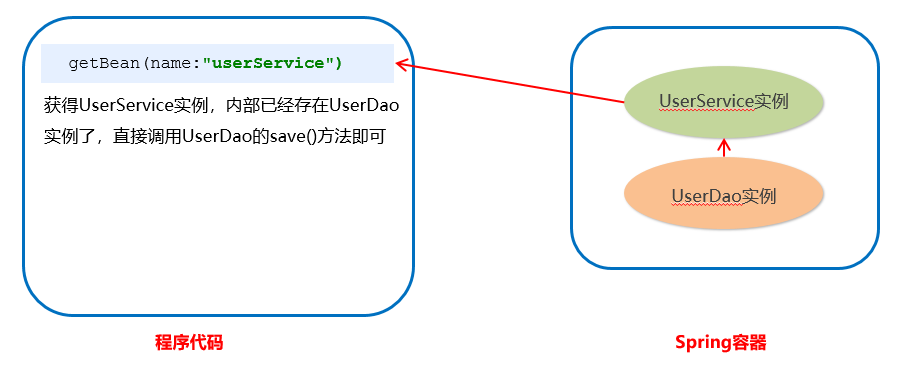 getBean(name:"userService")
获得UserService实例，内部已经存在UserDao
实例了，直接调用UserDao的save()方法即可
UserService实例
UserDao实例
程序代码
Spring容器